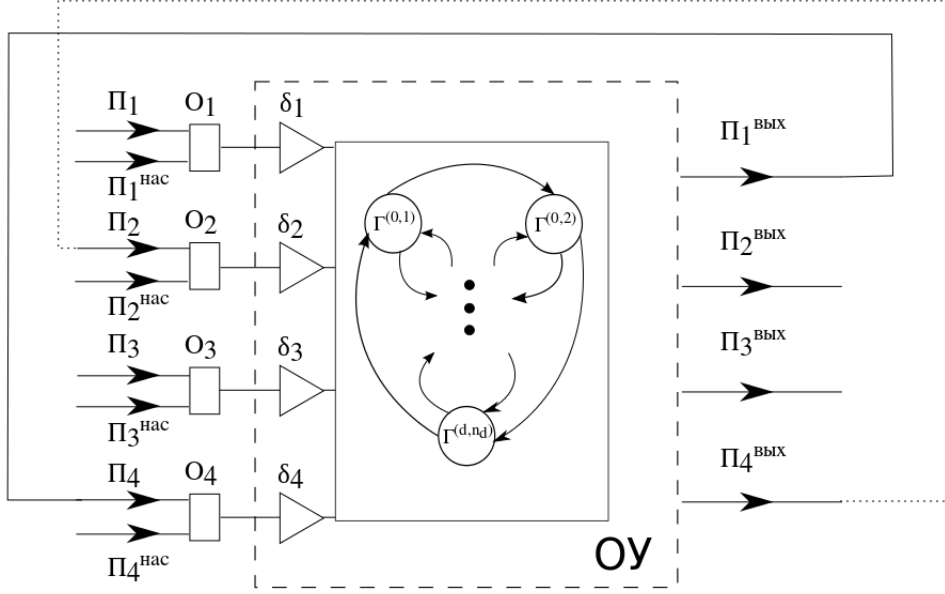 П1 О1 δ1 П1вых
П1нас
П2 О2 δ2 Γ(0,1) Γ(0,2) П2вых
П2нас
П3 О3 δ3 П3вых
П3нас
Γ(d,nd)
П4 О4 δ4 П4вых
П4нас
ОУ